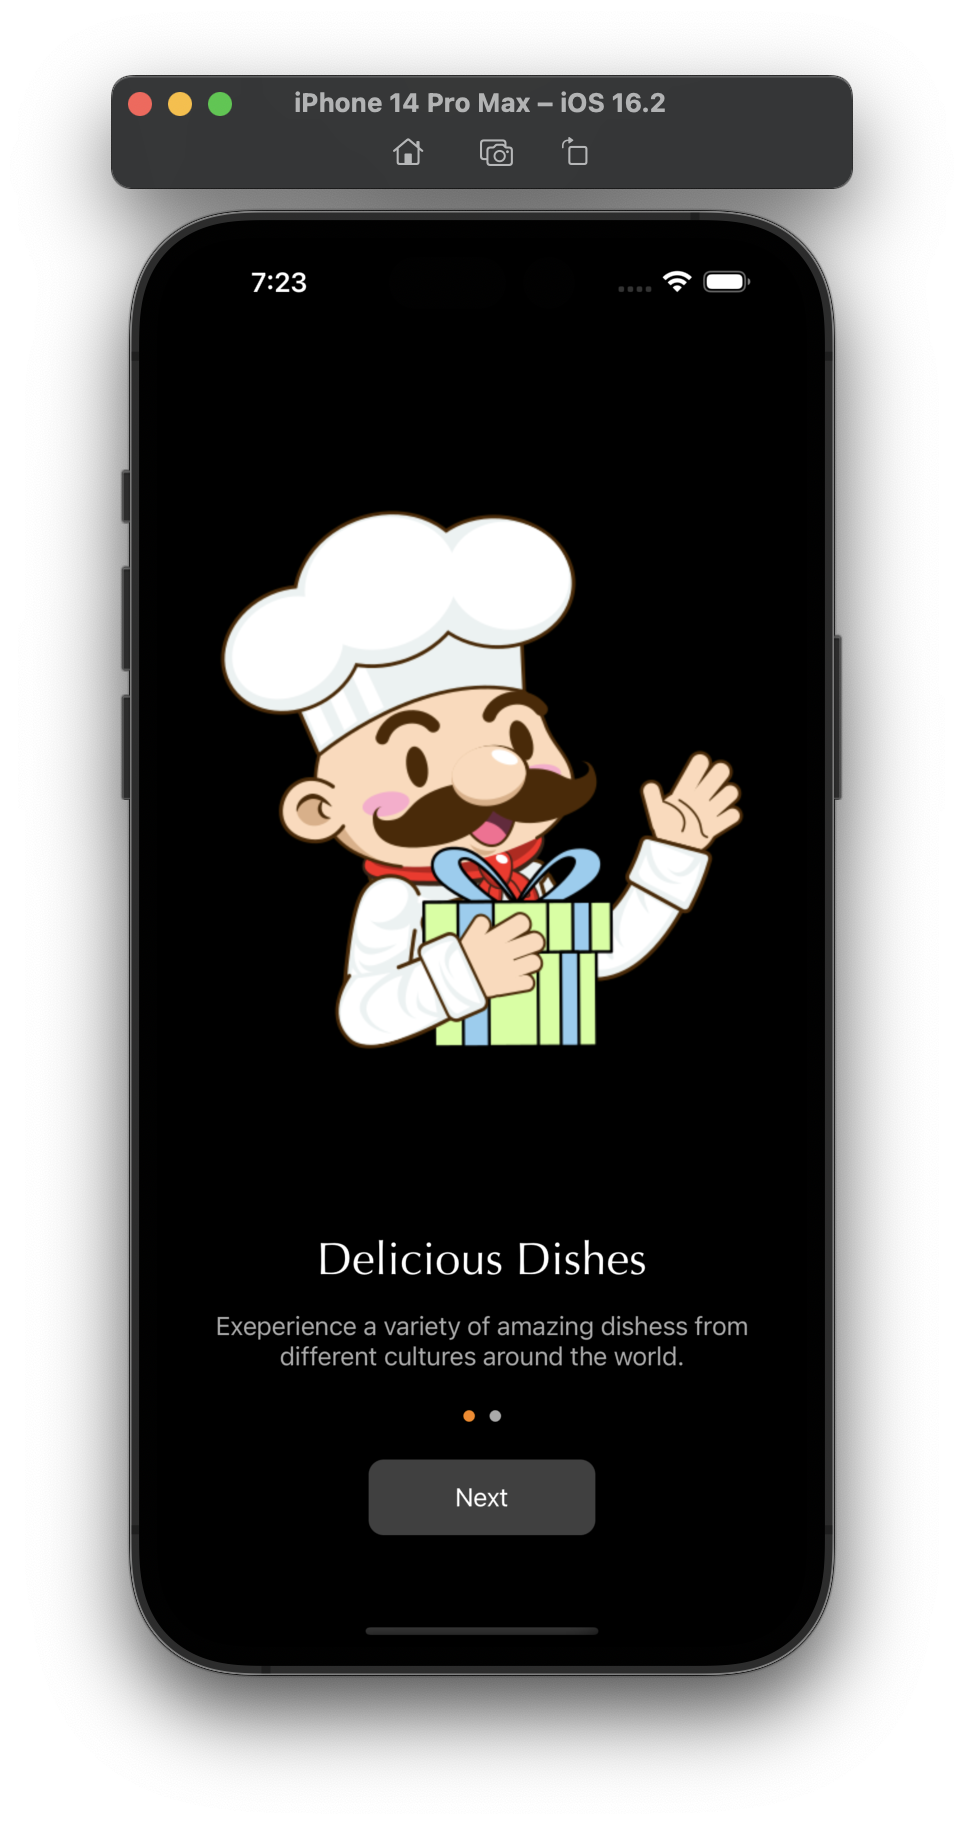 iPhone 14 Pro Max – iOS 16.2
7:23
Delicious Dishes
Exeperience a variety of amazing dishess from
different cultures around the world.
Next